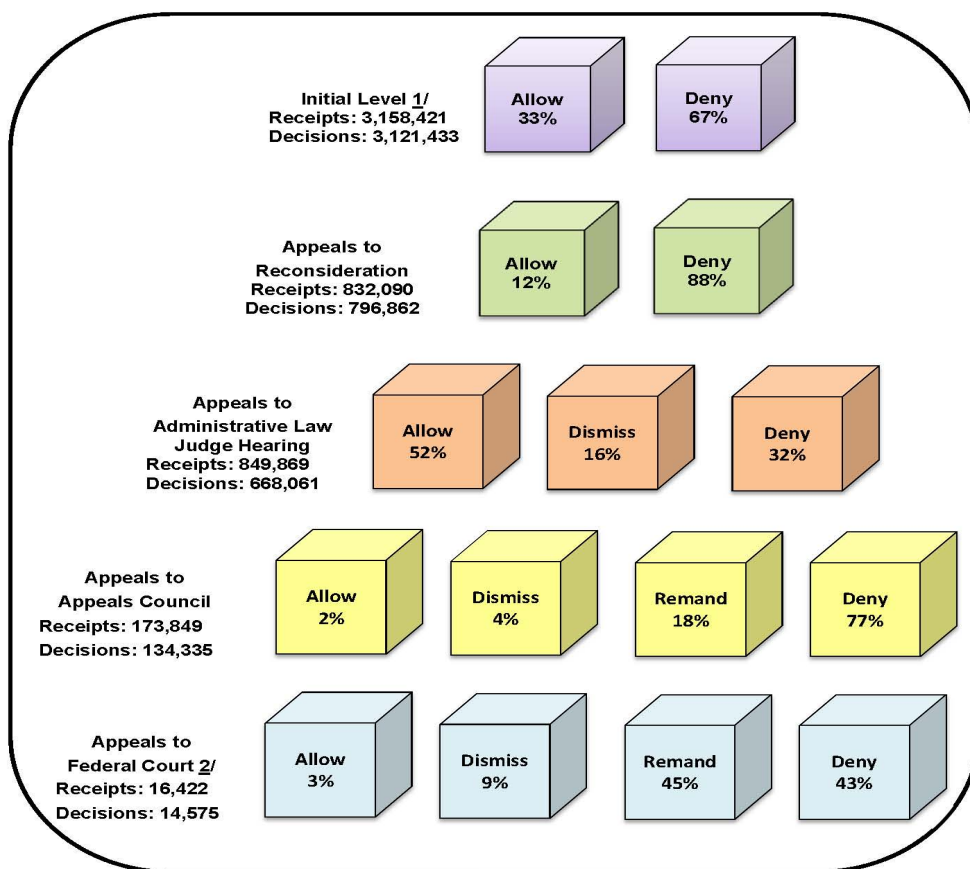 Initial Level 1/
Receipts: 3,158,421
Decisions: 3,121,433
Allow
33%
Deny
67%
Appeals to
Reconsideration
Receipts: 832,090
Decisions: 796,862
Allow
12%
Deny
88%
Appeals to
Administrative Law
Judge Hearing
Receipts: 849,869
Decisions: 668,061
Allow
52%
Dismiss
16%
Deny
32%
Appeals to
Appeals Council
Receipts: 173,849
Decisions: 134,335
Allow
2%
Dismiss
4%
Remand
18%
Deny
77%
Appeals to
Federal Court 2/
Receipts: 16,422
Decisions: 14,575
Allow
3%
Dismiss
9%
Remand
45%
Deny
43%